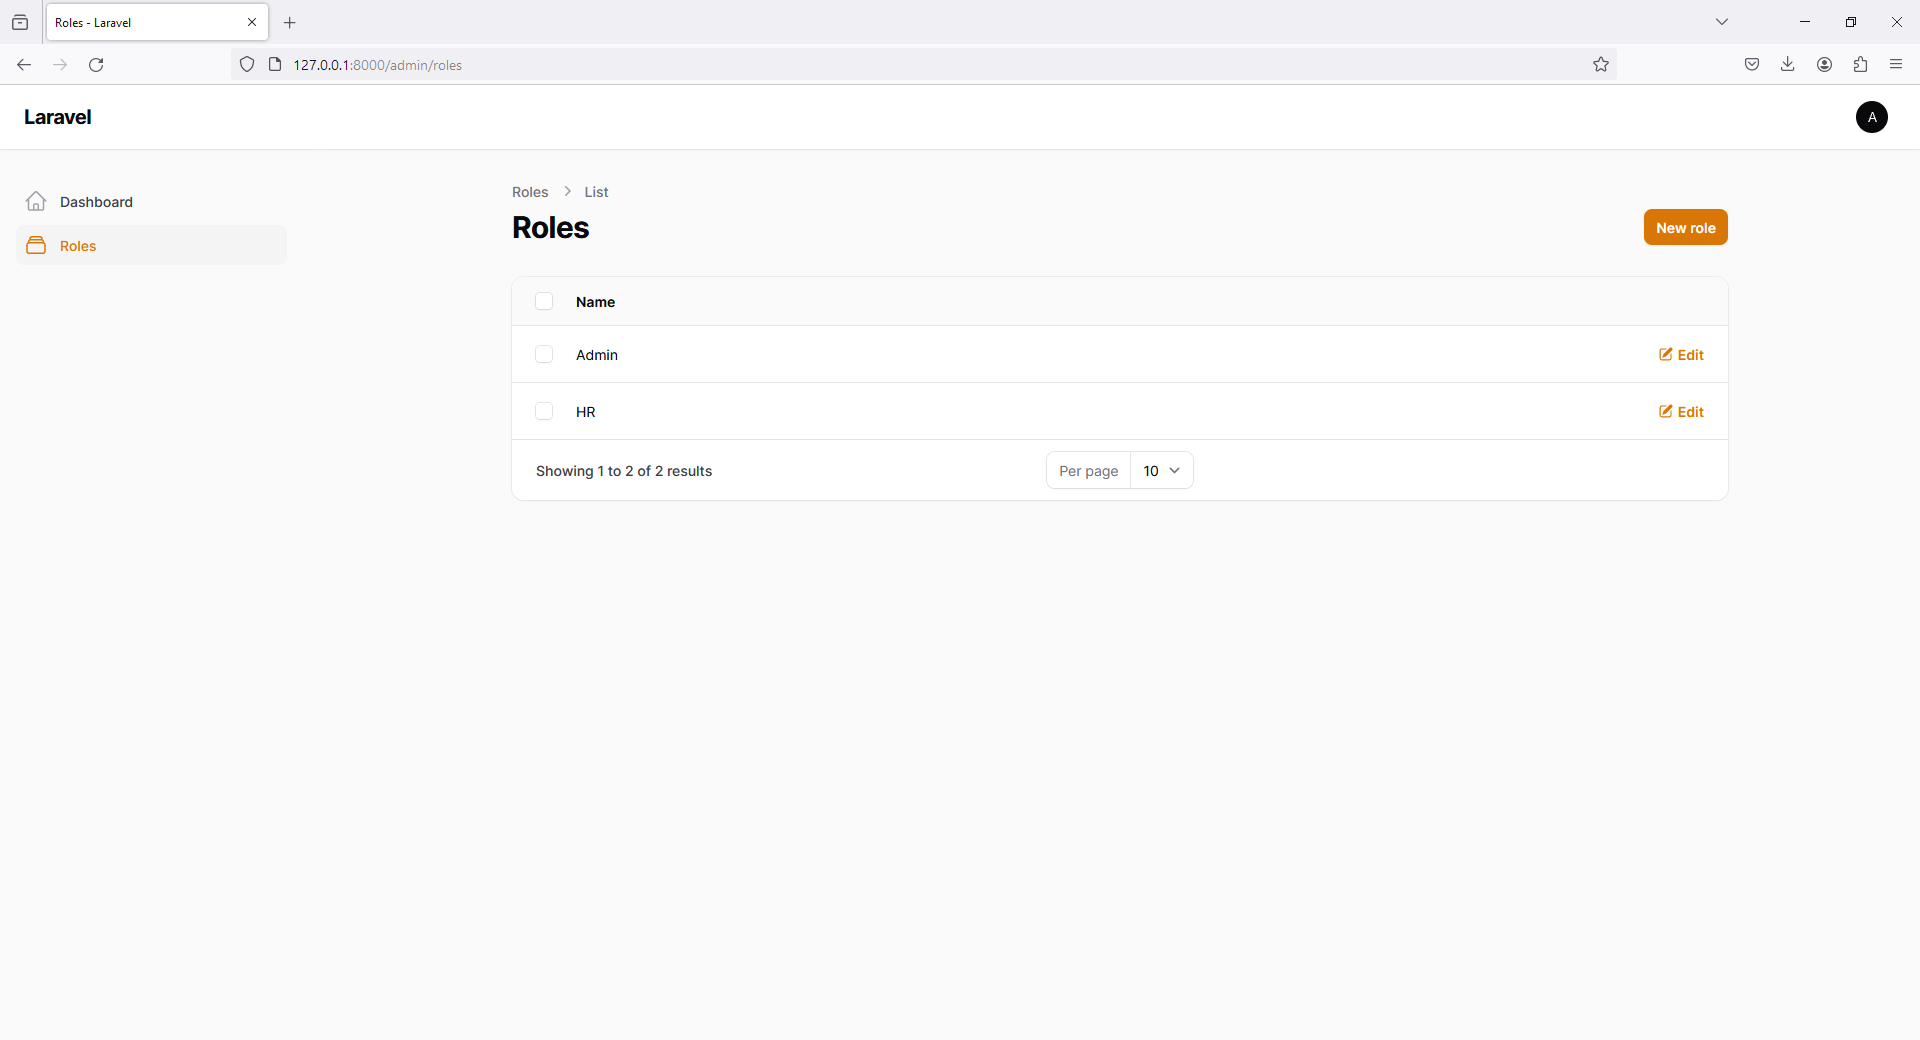 Roles - Laravel
127.0.0.1:8000/admin/roles
Laravel
A
Dashboard
Roles
Roles > List
Roles
New role
Name
Admin Edit
HR Edit
Showing 1 to 2 of 2 results Per page 10